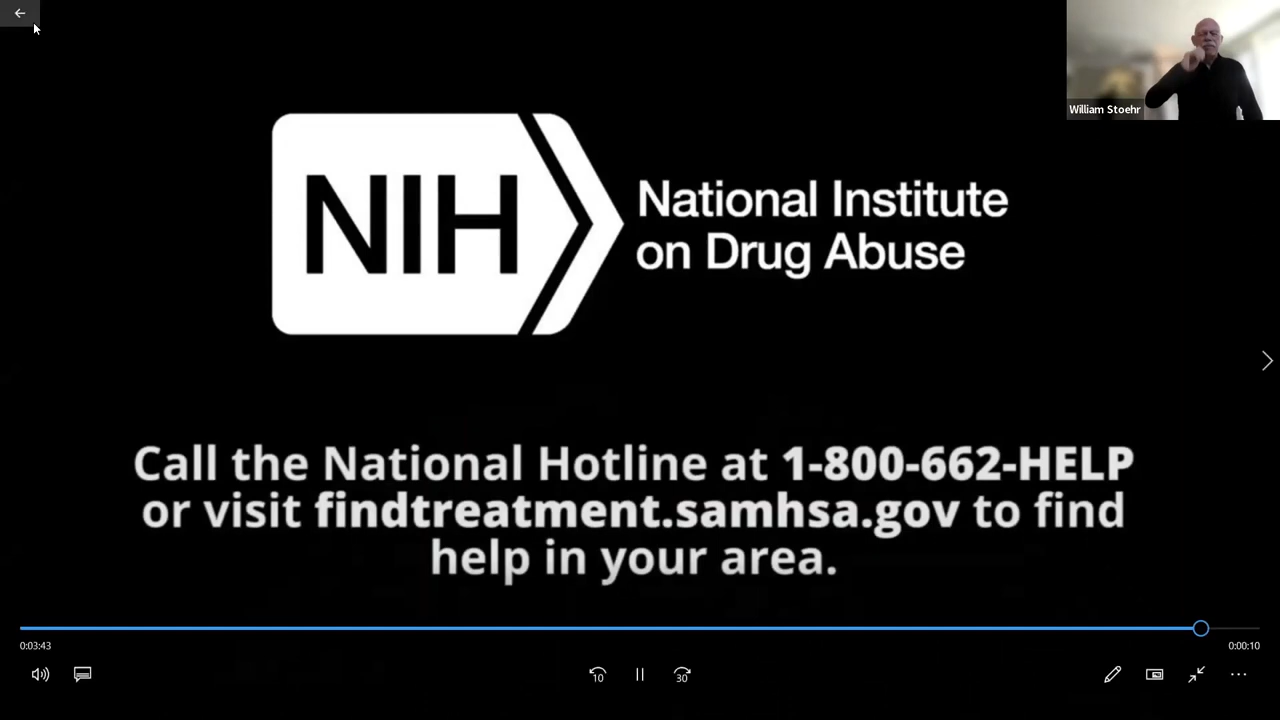 William Stoehr
NIH
National Institute
on Drug Abuse
Call the National Hotline at 1-800-662-HELP
or visit findtreatment.samhsa.gov to find
help in your area.
0:03:43
0:00:10
10
30